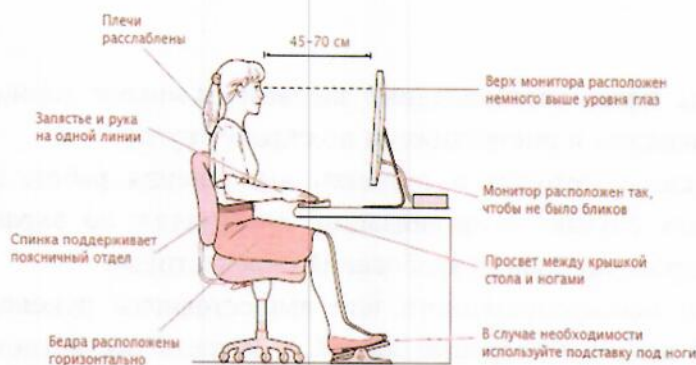 Плечи
расслаблены
45-70 см
Верх монитора расположен
немного выше уровня глаз
Запястье и рука
на одной линии
Монитор расположен так,
чтобы не было бликов
Спинка поддерживает
поясничный отдел
Просвет между крышкой
стола и ногами
Бедра расположены
горизонтально
В случае необходимости
используйте подставку под ноги